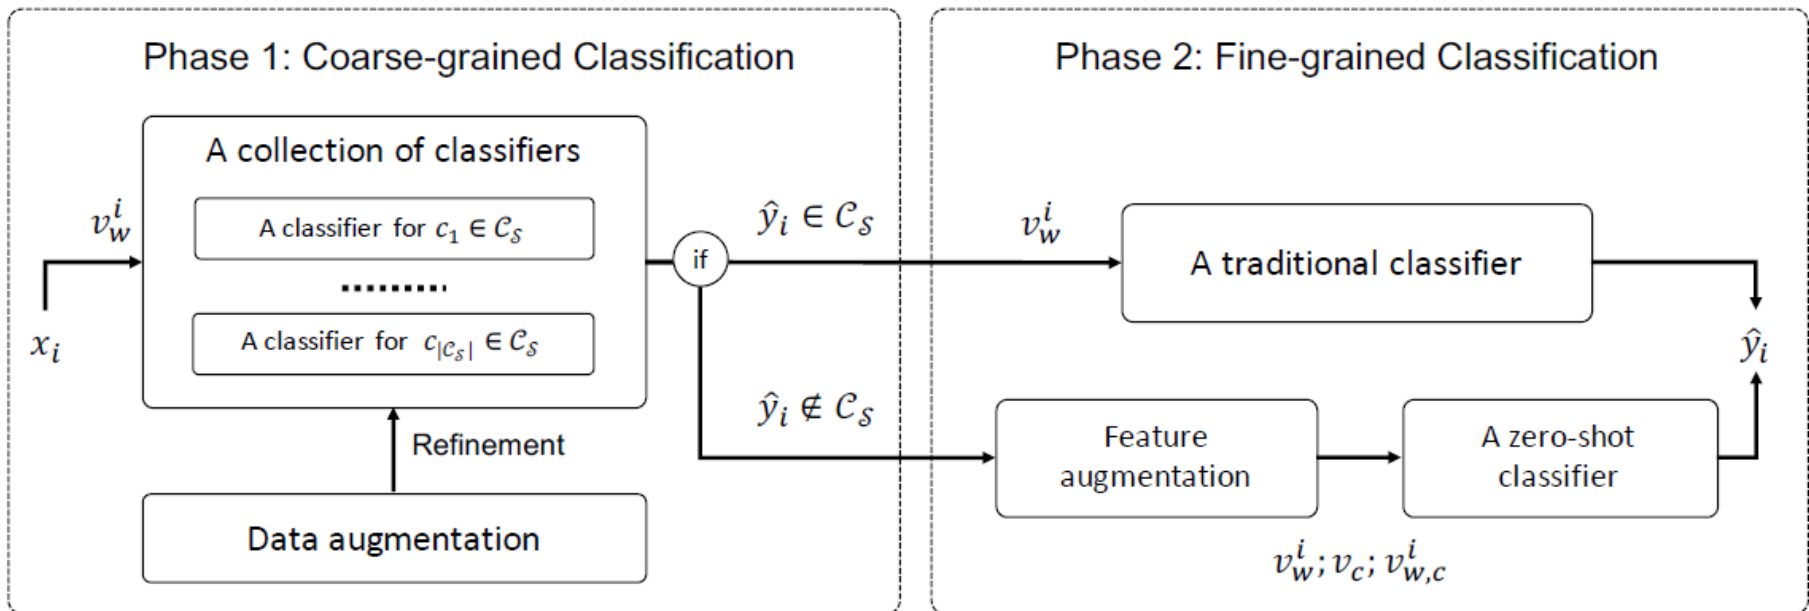 Phase 1: Coarse-grained Classification
A collection of classifiers
A classifier for c₁ ∈ 𝒞_𝒮
.........
A classifier for c_{|𝒞_𝒮|} ∈ 𝒞_𝒮
v_w^i
x_i
Refinement
Data augmentation
if
ŷ_i ∈ 𝒞_𝒮
ŷ_i ∉ 𝒞_𝒮
Phase 2: Fine-grained Classification
v_w^i
A traditional classifier
Feature
augmentation
A zero-shot
classifier
v_w^i; v_c; v_{w,c}^i
ŷ_i